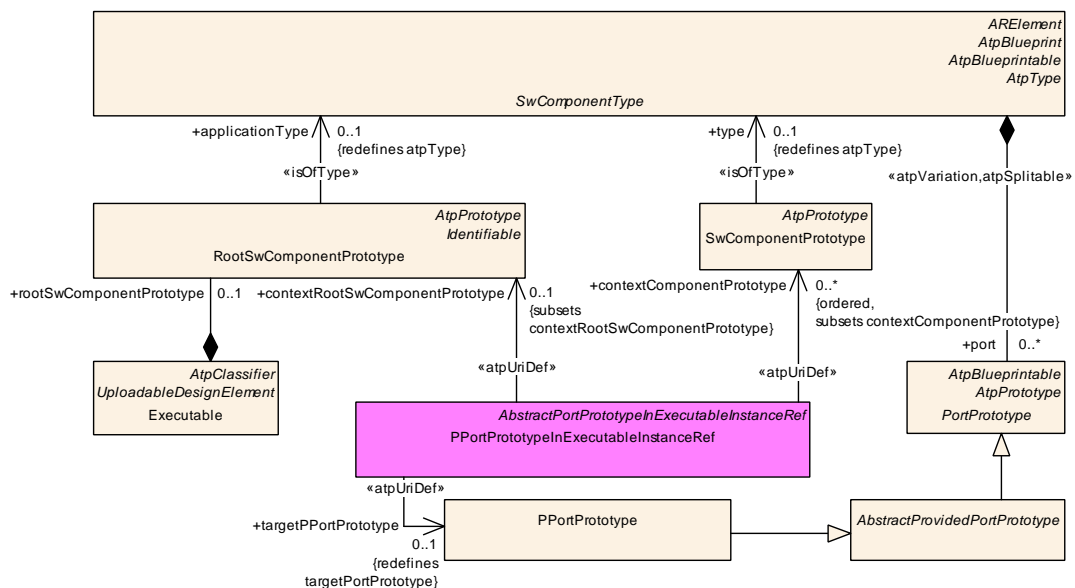 ARElement
AtpBlueprint
AtpBlueprintable
AtpType
SwComponentType
+applicationType
0..1
{redefines atpType}
«isOfType»
+type
0..1
{redefines atpType}
«isOfType»
«atpVariation,atpSplitable»
AtpPrototype
Identifiable
RootSwComponentPrototype
AtpPrototype
SwComponentPrototype
+rootSwComponentPrototype
0..1
+contextRootSwComponentPrototype
0..1
{subsets
contextRootSwComponentPrototype}
«atpUriDef»
+contextComponentPrototype
0..*
{ordered,
subsets contextComponentPrototype}
«atpUriDef»
+port
0..*
AtpClassifier
UploadableDesignElement
Executable
AtpBlueprintable
AtpPrototype
PortPrototype
AbstractPortPrototypeInExecutableInstanceRef
PPortPrototypeInExecutableInstanceRef
«atpUriDef»
+targetPPortPrototype
0..1
{redefines
targetPortPrototype}
PPortPrototype
AbstractProvidedPortPrototype